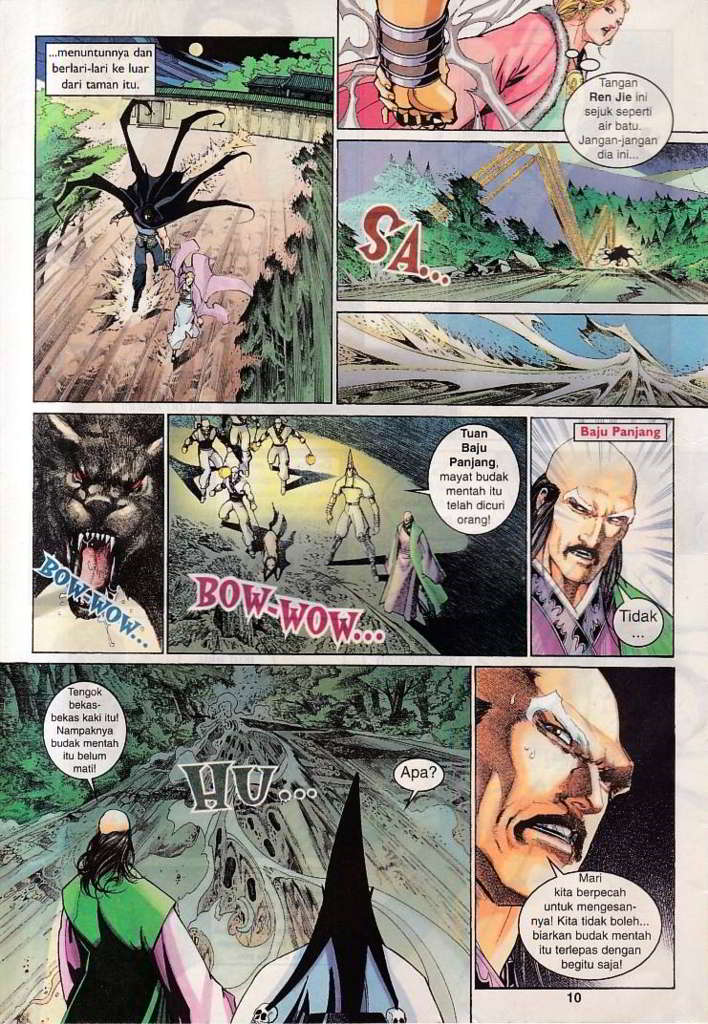 ...menuntunnya dan
berlari-lari ke luar
dari taman itu.
Tangan
Ren Jie ini
sejuk seperti
air batu.
Jangan-jangan
dia ini...
SA...
BOW-WOW...
Tuan
Baju
Panjang,
mayat budak
mentah itu
telah dicuri
orang!
BOW-WOW...
Baju Panjang
Tidak
...
Tengok
bekas-
bekas kaki itu!
Nampaknya
budak mentah
itu belum
mati!
HU...
Apa?
Mari
kita berpecah
untuk mengesan-
nya! Kita tidak boleh...
biarkan budak mentah
itu terlepas dengan
begitu saja!
10